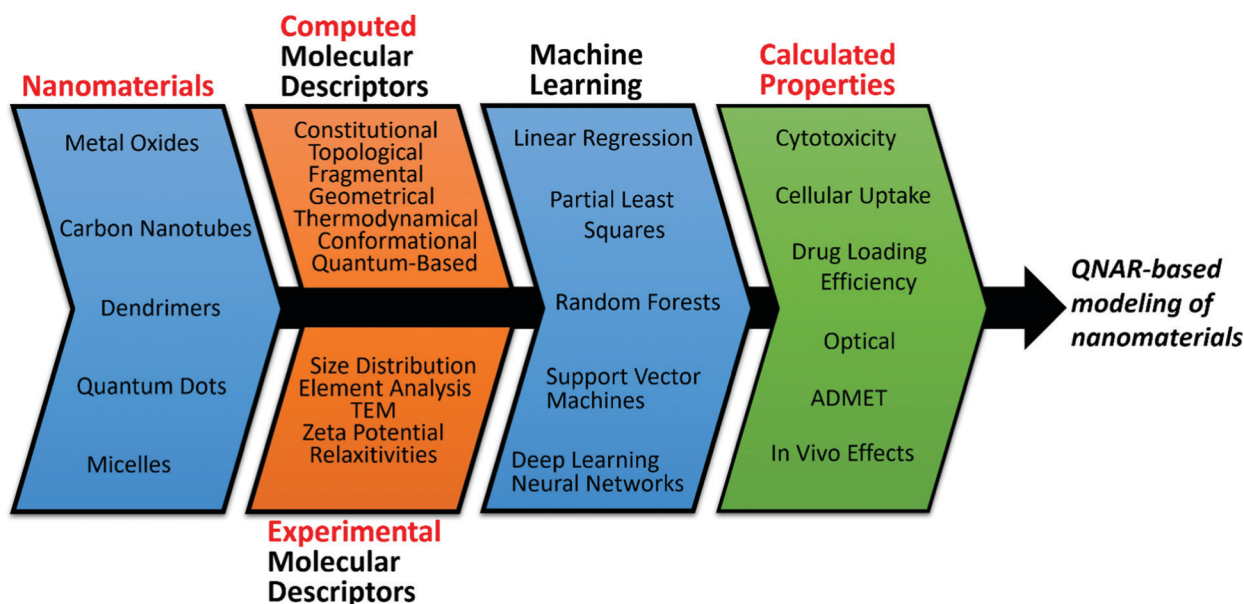 Nanomaterials
Metal Oxides
Carbon Nanotubes
Dendrimers
Quantum Dots
Micelles
Computed
Molecular
Descriptors
Constitutional
Topological
Fragmental
Geometrical
Thermodynamical
Conformational
Quantum-Based
Size Distribution
Element Analysis
TEM
Zeta Potential
Relaxitivities
Experimental
Molecular
Descriptors
Machine
Learning
Linear Regression
Partial Least
Squares
Random Forests
Support Vector
Machines
Deep Learning
Neural Networks
Calculated
Properties
Cytotoxicity
Cellular Uptake
Drug Loading
Efficiency
Optical
ADMET
In Vivo Effects
QNAR-based
modeling of
nanomaterials